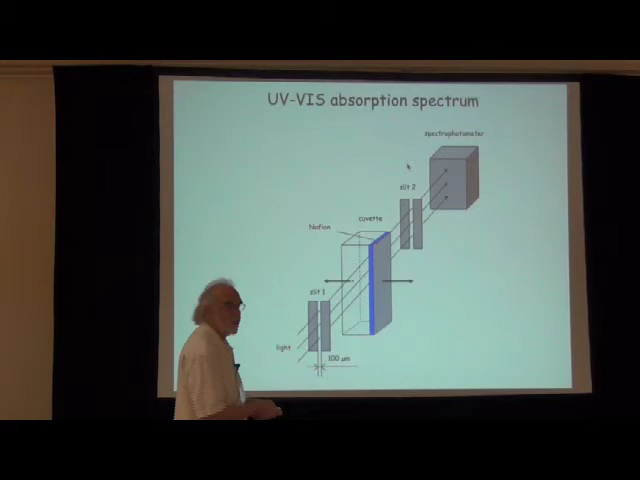 UV-VIS absorption spectrum
spectrophotometer
slit 2
cuvette
Nafion
slit 1
light
100 µm